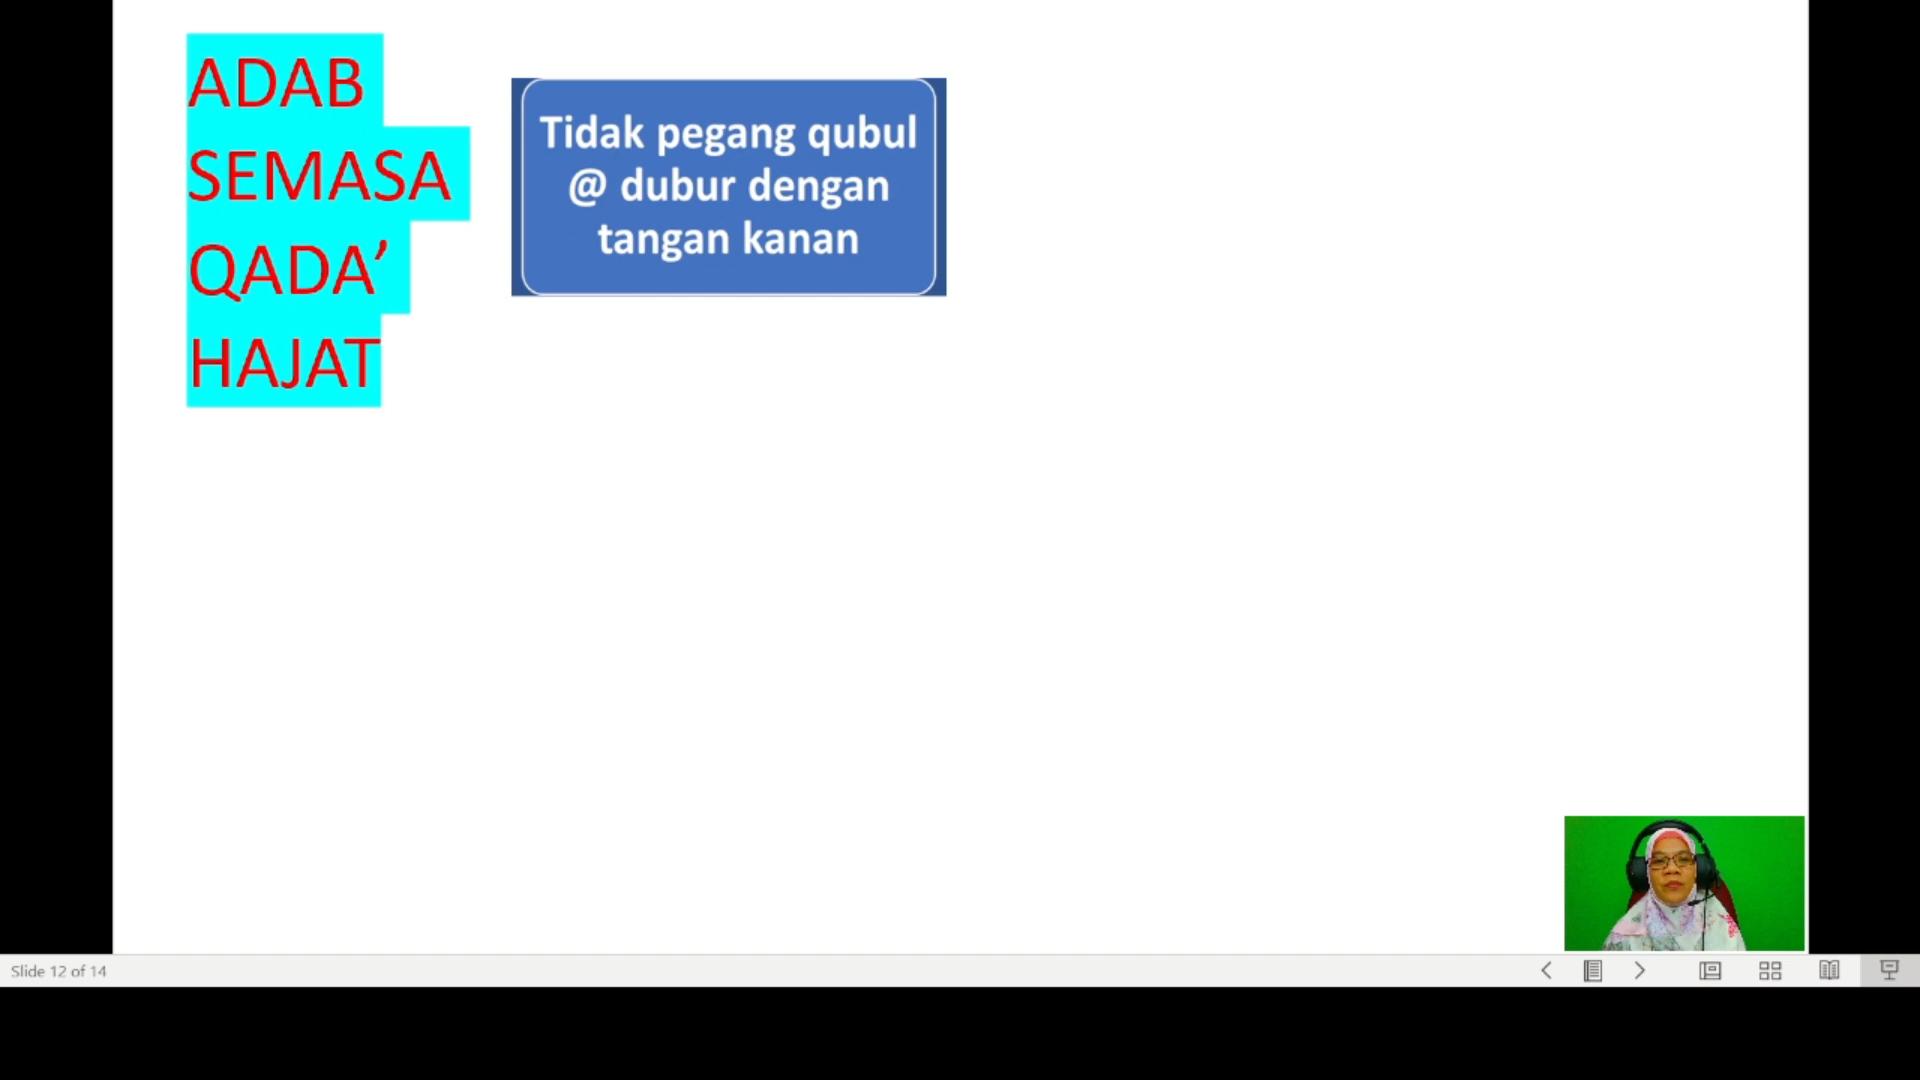 ADAB
SEMASA
QADA’
HAJAT
Tidak pegang qubul
@ dubur dengan
tangan kanan
Slide 12 of 14